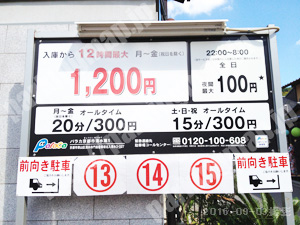 入庫から 12時間最大 月～金(祝日を除く)
1,200円
22:00～8:00
全日
夜間最大 100円*
月～金 オールタイム
20分/300円
土・日・祝 オールタイム
15分/300円
Paraca
0120-100-608
前向き駐車
13
14
15
前向き駐車